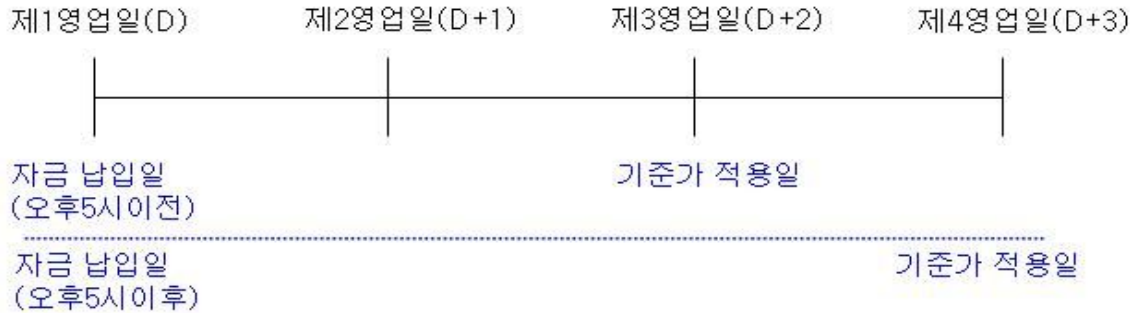 제1영업일(D) 제2영업일(D+1) 제3영업일(D+2) 제4영업일(D+3)
자금 납입일 기준가 적용일
(오후5시이전)
자금 납입일 기준가 적용일
(오후5시이후)